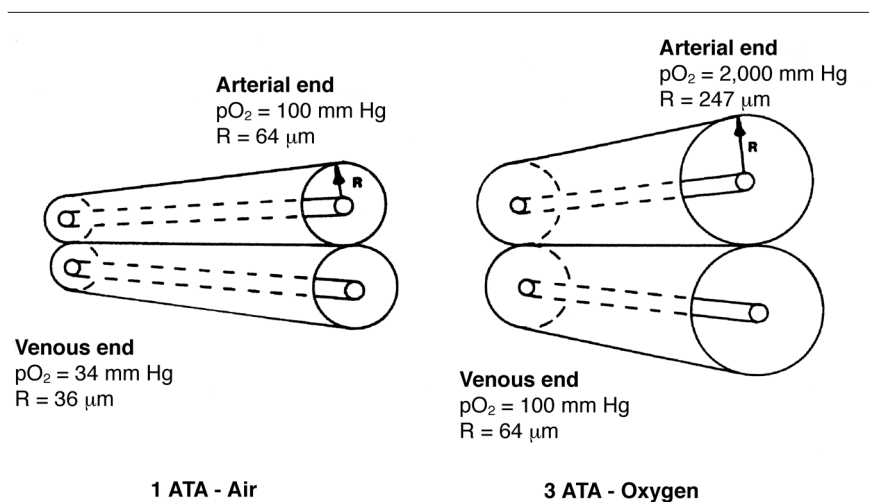 Arterial end
pO₂ = 100 mm Hg
R = 64 μm
R
Venous end
pO₂ = 34 mm Hg
R = 36 μm
1 ATA - Air
Arterial end
pO₂ = 2,000 mm Hg
R = 247 μm
R
Venous end
pO₂ = 100 mm Hg
R = 64 μm
3 ATA - Oxygen